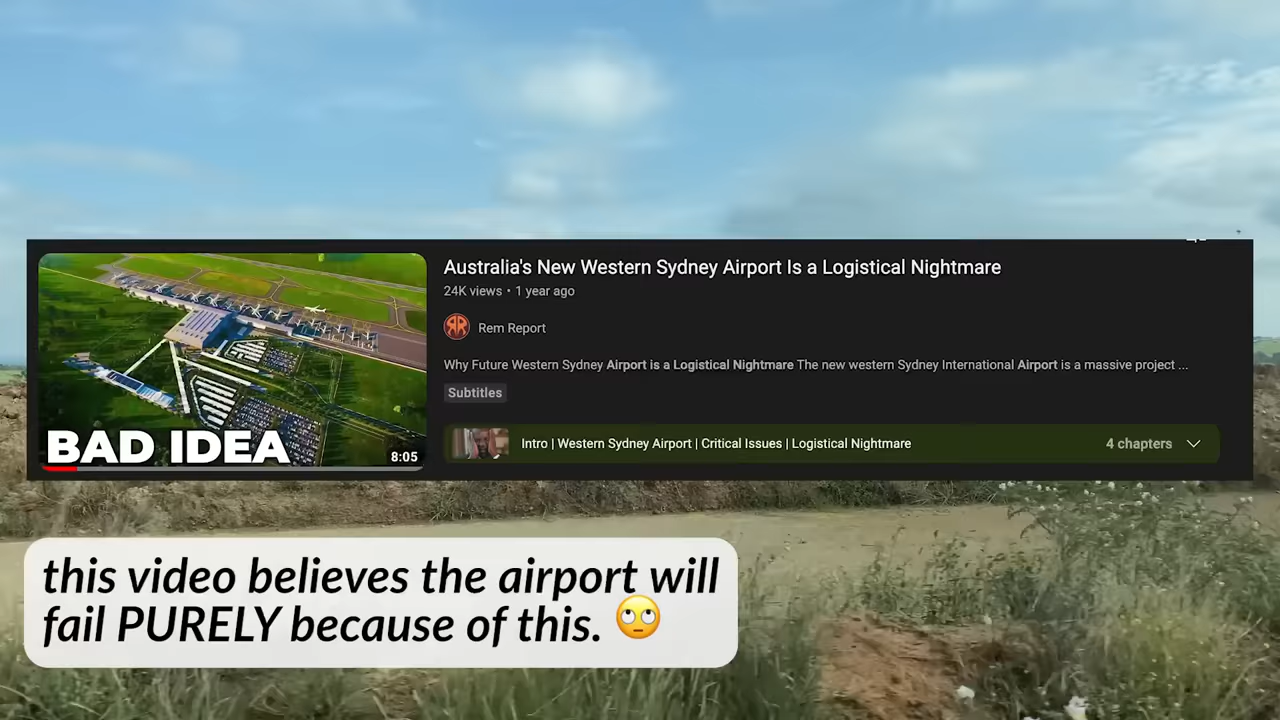 Australia's New Western Sydney Airport Is a Logistical Nightmare
24K views • 1 year ago
Rem Report
Why Future Western Sydney Airport is a Logistical Nightmare The new western Sydney International Airport is a massive project ...
Subtitles
Intro | Western Sydney Airport | Critical Issues | Logistical Nightmare
4 chapters
BAD IDEA
8:05
this video believes the airport will
fail PURELY because of this. 🙄